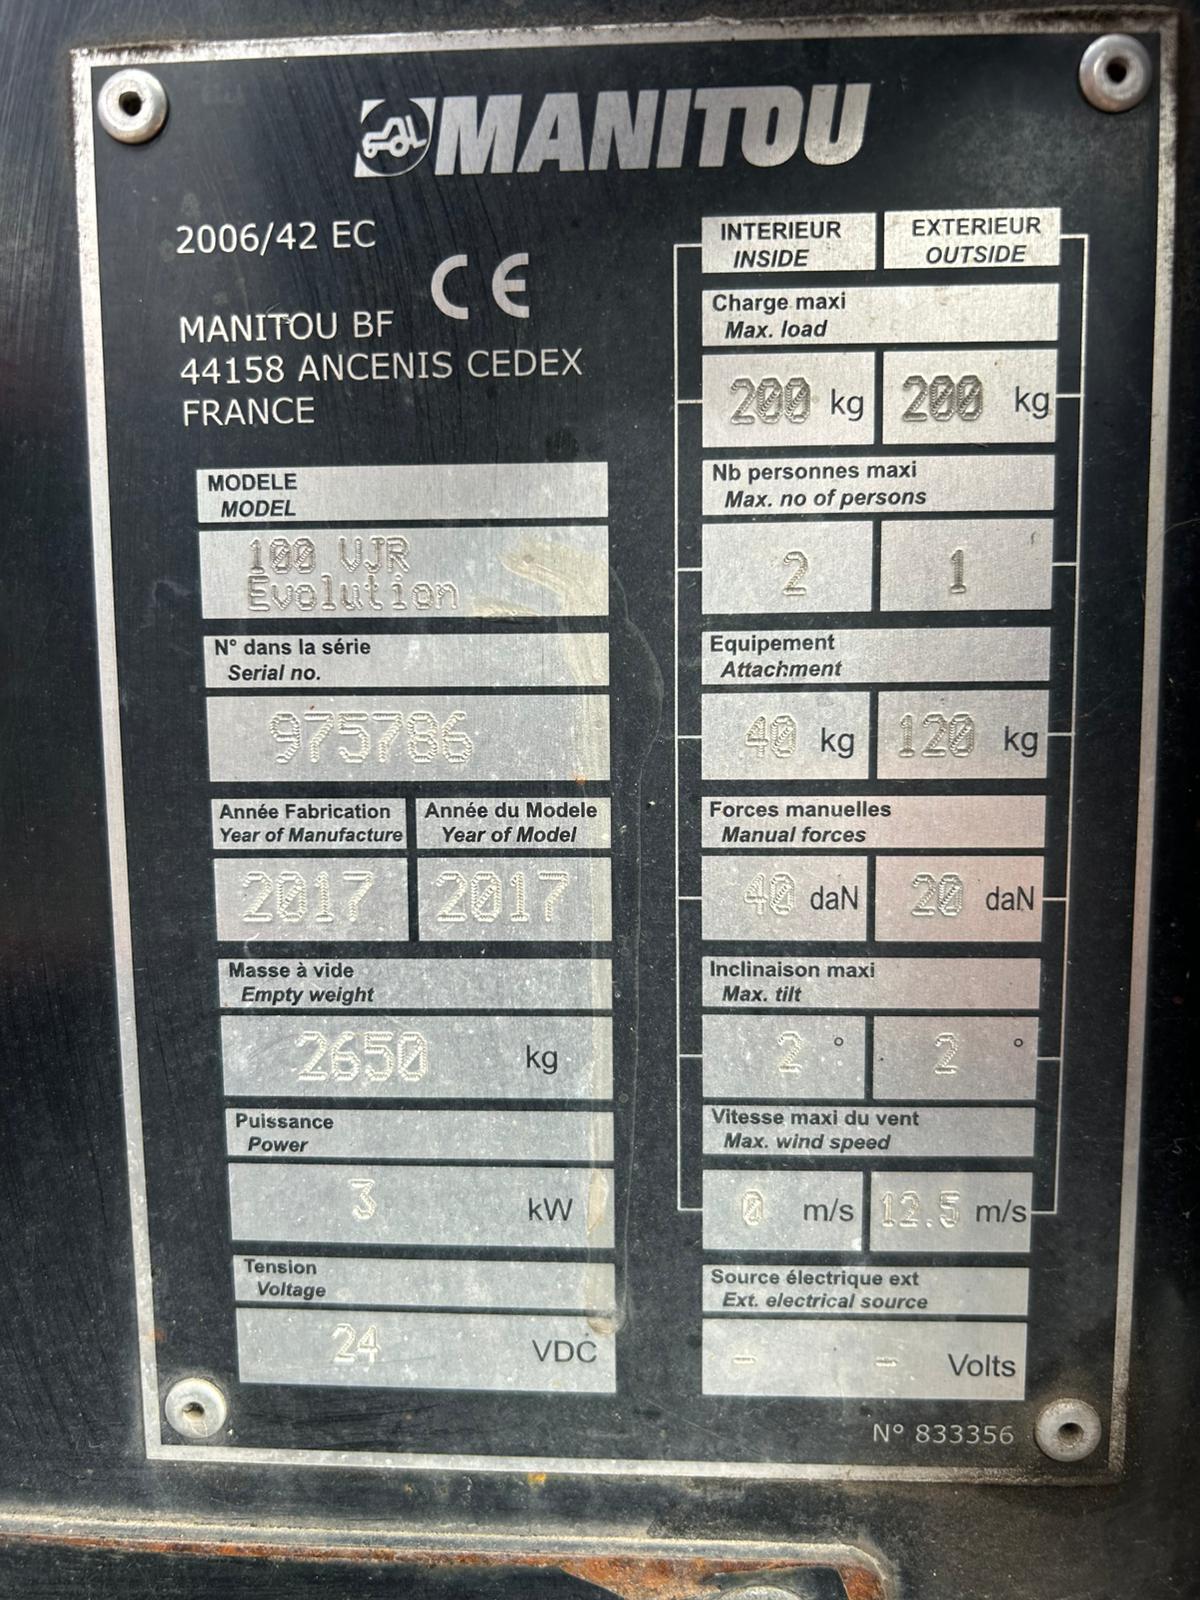 MANITOU
2006/42 EC
CE
MANITOU BF
44158 ANCENIS CEDEX
FRANCE
MODELE
MODEL
100 VJR
Evolution
N° dans la série
Serial no.
975786
Année Fabrication
Year of Manufacture
2017
Année du Modele
Year of Model
2017
Masse à vide
Empty weight
2650 kg
Puissance
Power
3 kW
Tension
Voltage
24 VDC
INTERIEUR
INSIDE
EXTERIEUR
OUTSIDE
Charge maxi
Max. load
200 kg 200 kg
Nb personnes maxi
Max. no of persons
2 1
Equipement
Attachment
40 kg 120 kg
Forces manuelles
Manual forces
40 daN 20 daN
Inclinaison maxi
Max. tilt
2 ° 2 °
Vitesse maxi du vent
Max. wind speed
0 m/s 12.5 m/s
Source électrique ext
Ext. electrical source
- - Volts
N° 833356